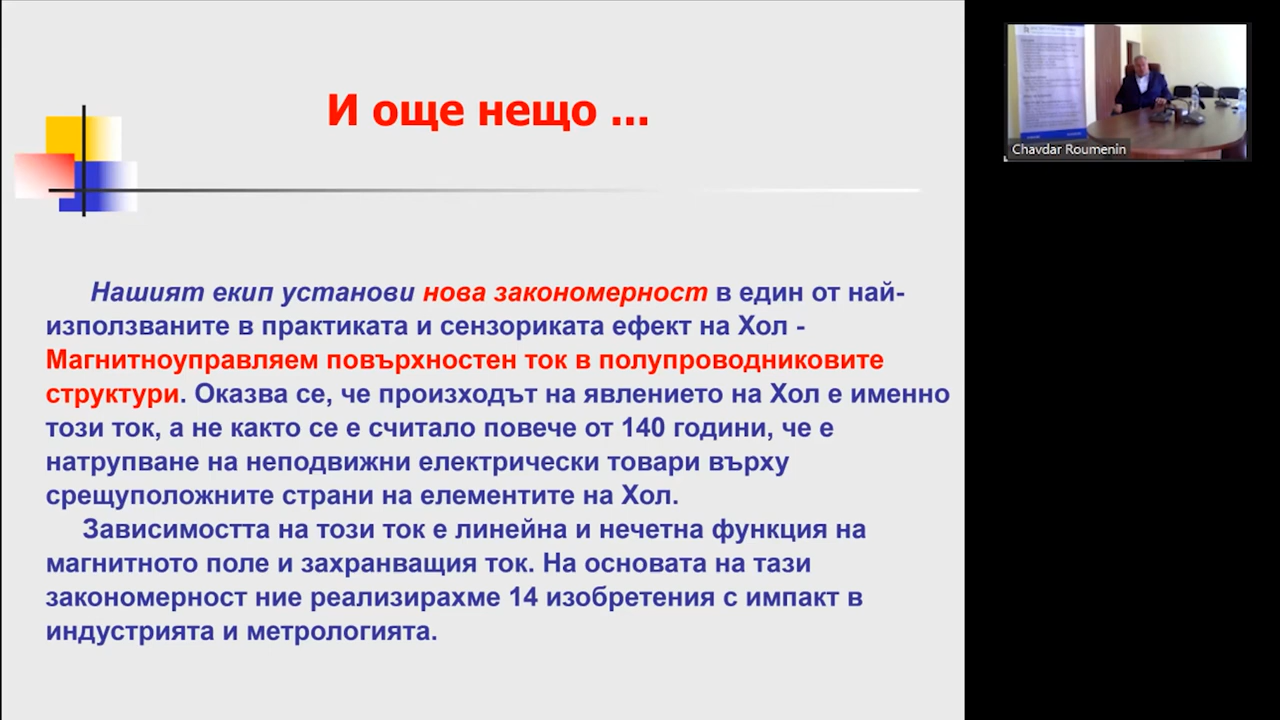 И още нещо ...
Нашият екип установи нова закономерност в един от най-
използваните в практиката и сензориката ефект на Хол -
Магнитноуправляем повърхностен ток в полупроводниковите
структури. Оказва се, че произходът на явлението на Хол е именно
този ток, а не както се е считало повече от 140 години, че е
натрупване на неподвижни електрически товари върху
срещуположните страни на елементите на Хол.
Зависимостта на този ток е линейна и нечетна функция на
магнитното поле и захранващия ток. На основата на тази
закономерност ние реализирахме 14 изобретения с импакт в
индустрията и метрологията.
Chavdar Roumenin